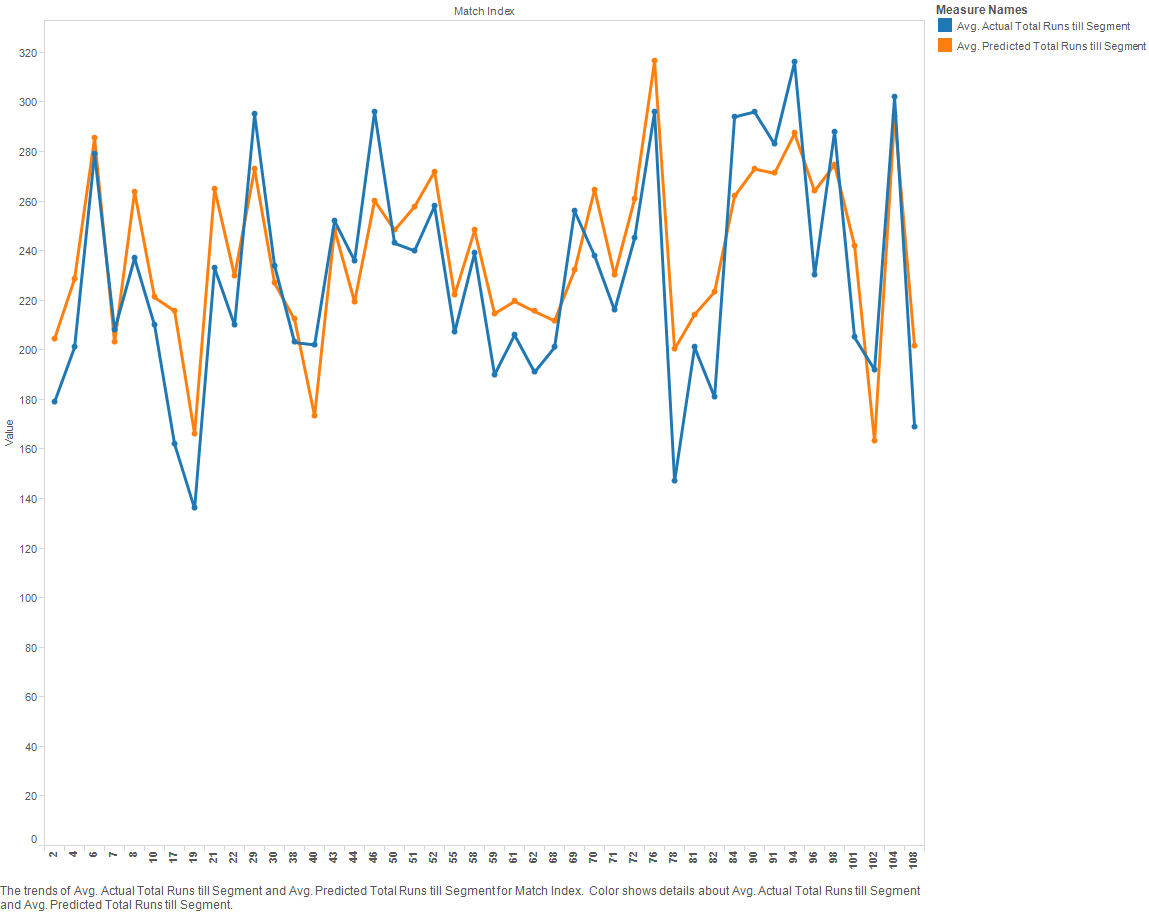 Match Index
Measure Names
Avg. Actual Total Runs till Segment
Avg. Predicted Total Runs till Segment
320
300
280
260
240
220
200
180
160
140
120
100
80
60
40
20
0
Value
2 4 6 7 8 10 17 19 21 22 29 30 38 40 43 44 46 50 51 52 55 58 59 61 62 68 69 70 71 72 76 78 81 82 84 90 91 94 96 98 101 102 104 108
The trends of Avg. Actual Total Runs till Segment and Avg. Predicted Total Runs till Segment for Match Index. Color shows details about Avg. Actual Total Runs till Segment
and Avg. Predicted Total Runs till Segment.